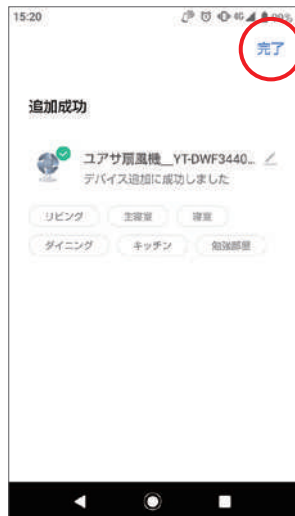 15:20 4G 99%
完了
追加成功
ユアサ扇風機__YT-DWF3440...
デバイス追加に成功しました
リビング 主寝室 寝室
ダイニング キッチン 勉強部屋